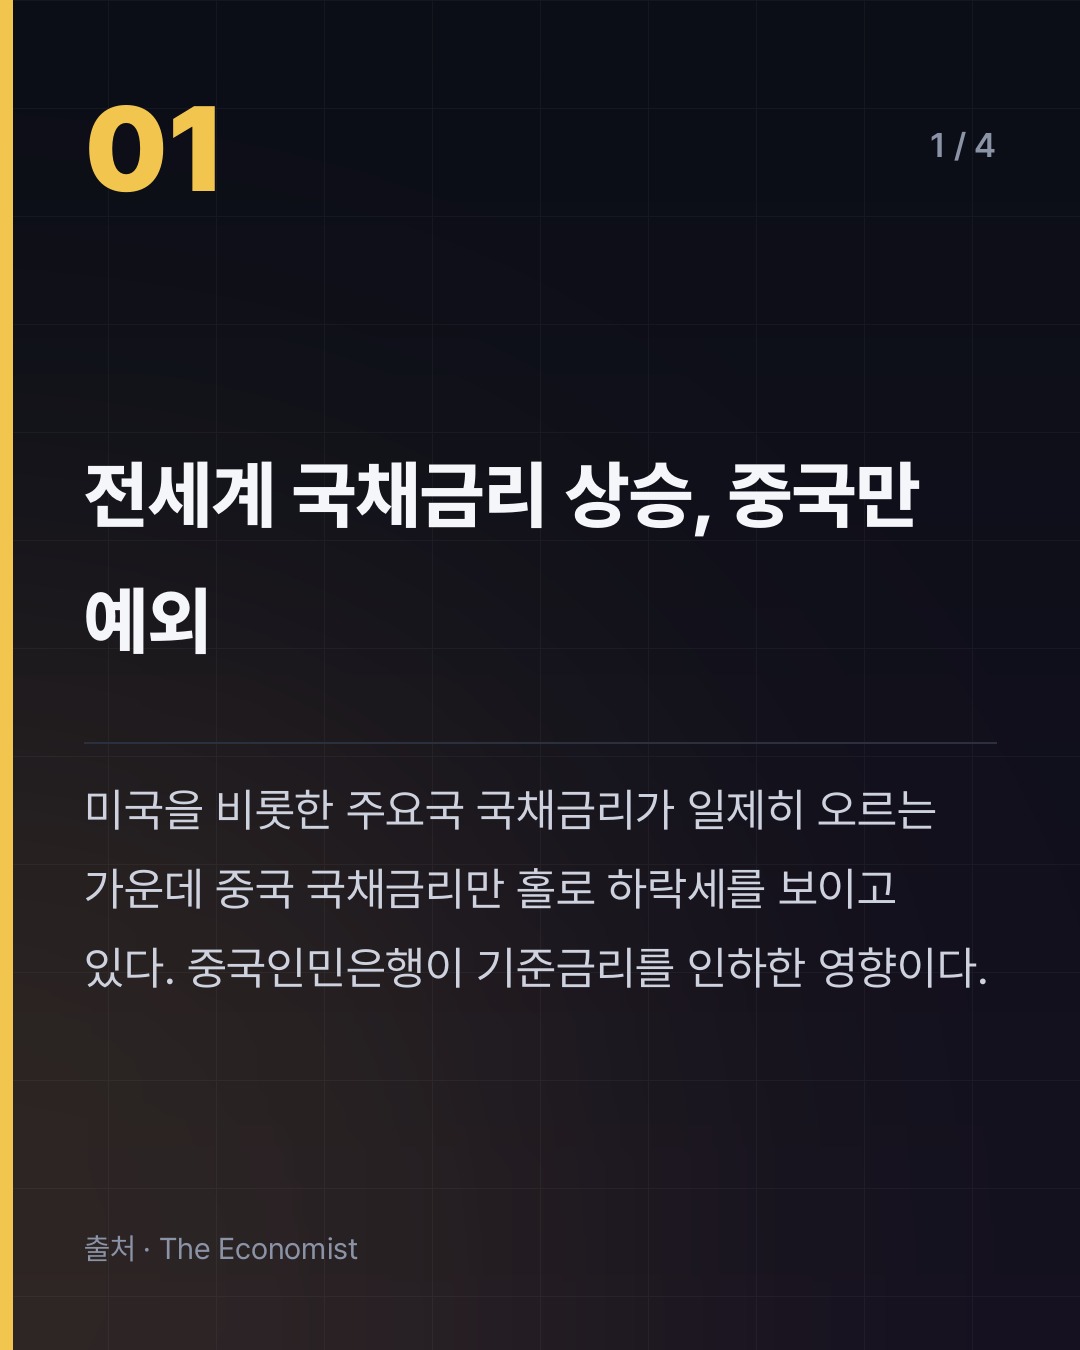 01
1 / 4
전세계 국채금리 상승, 중국만
예외
미국을 비롯한 주요국 국채금리가 일제히 오르는
가운데 중국 국채금리만 홀로 하락세를 보이고
있다. 중국인민은행이 기준금리를 인하한 영향이다.
출처 · The Economist